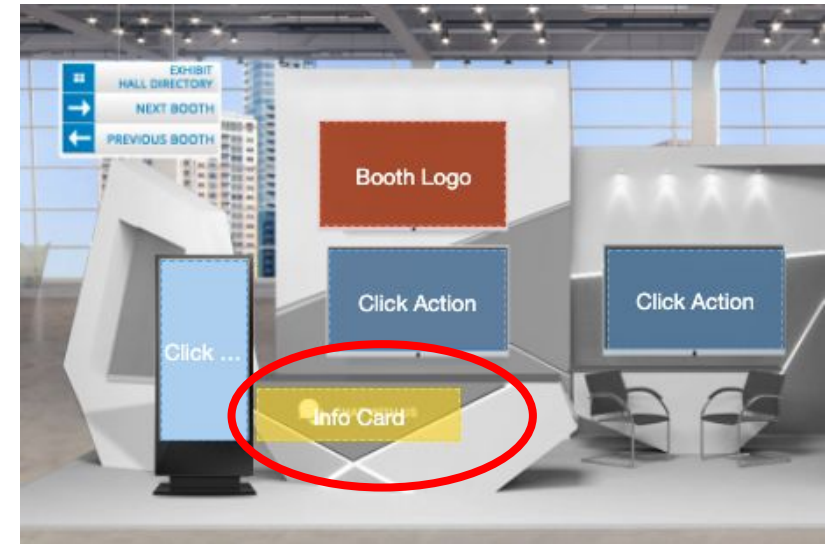 EXHIBIT
HALL DIRECTORY
NEXT BOOTH
PREVIOUS BOOTH
Booth Logo
Click Action
Click Action
Click ...
Info Card